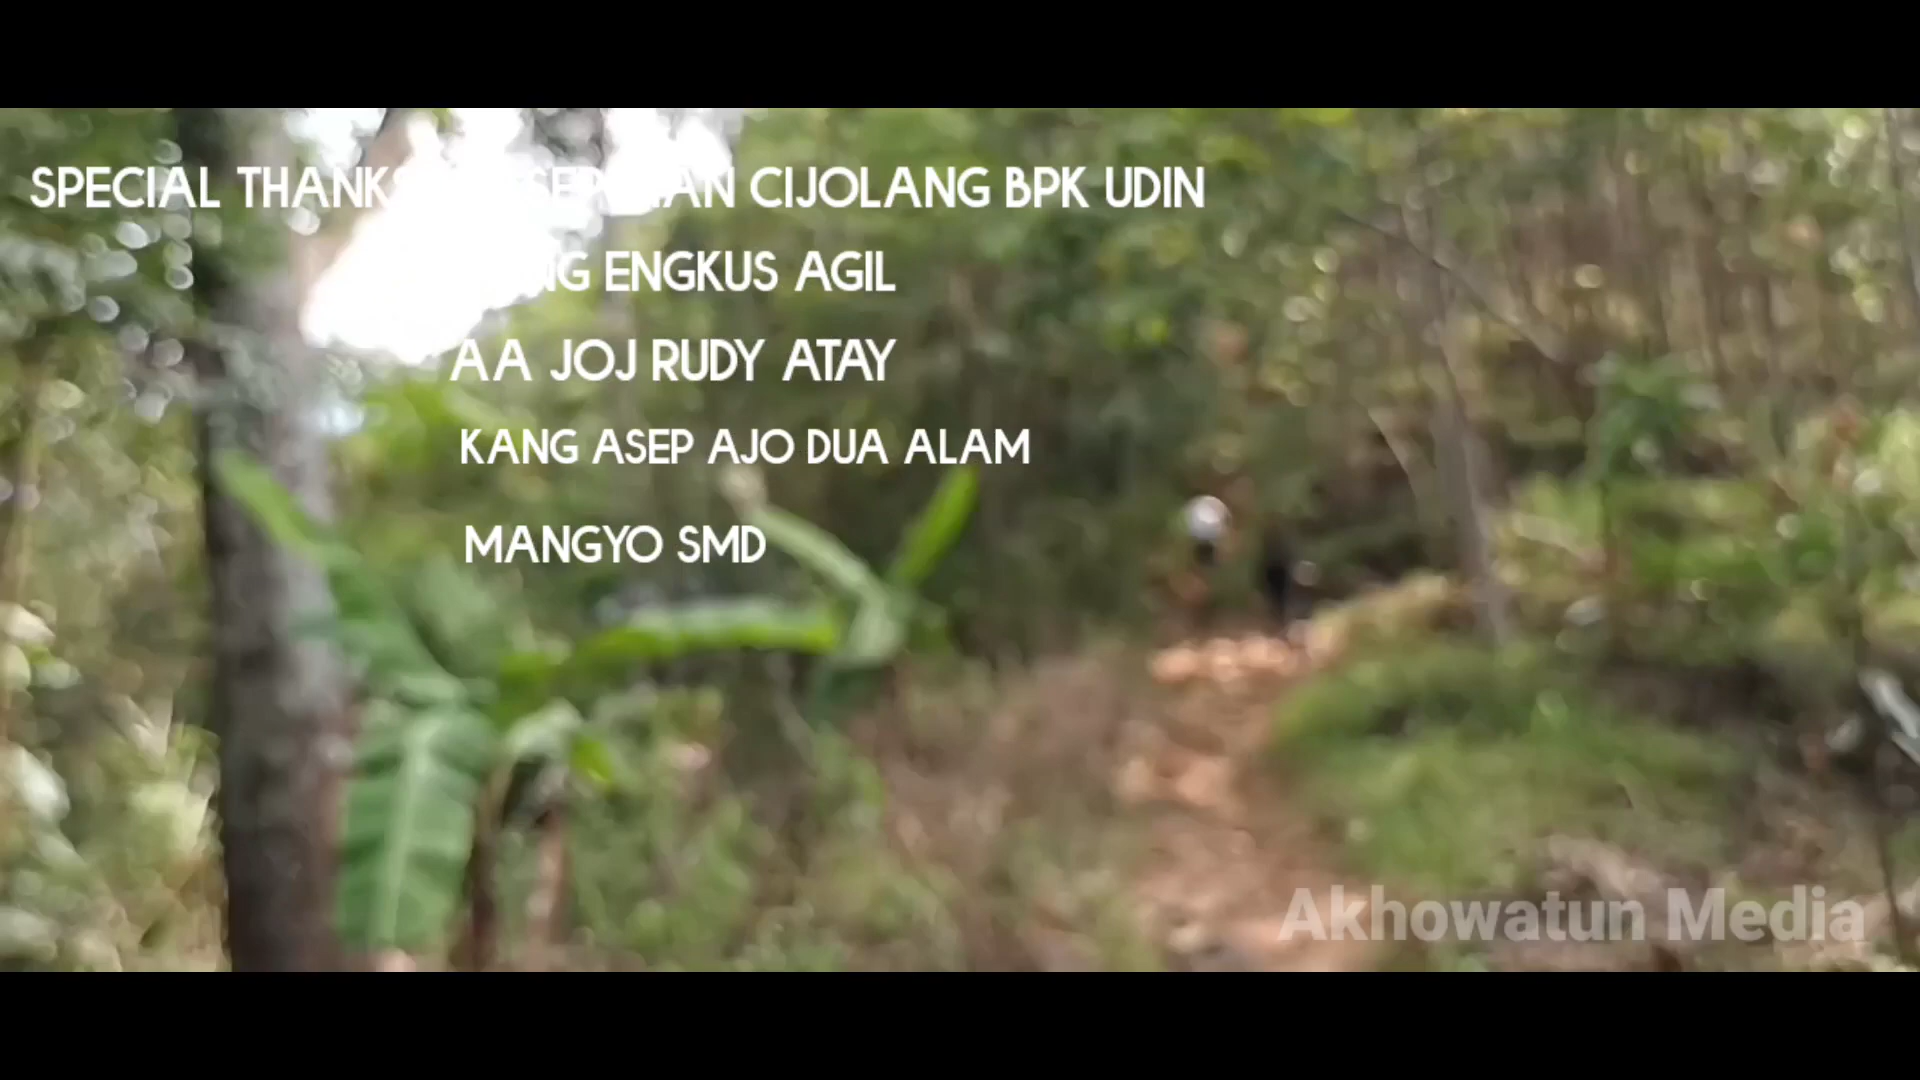 SPECIAL THANKS CIJOLANG BPK UDIN
ENGKUS AGIL
AA JOJ RUDY ATAY
KANG ASEP AJO DUA ALAM
MANGYO SMD
Akhowatun Media